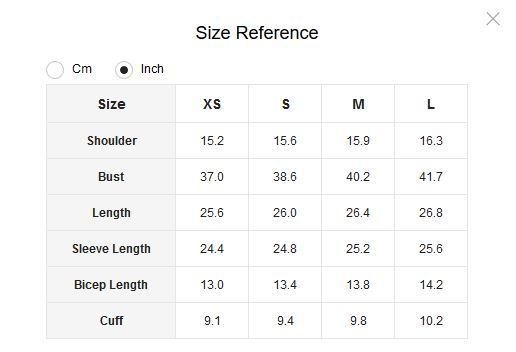 Size Reference
Cm Inch
Size XS S M L
Shoulder 15.2 15.6 15.9 16.3
Bust 37.0 38.6 40.2 41.7
Length 25.6 26.0 26.4 26.8
Sleeve Length 24.4 24.8 25.2 25.6
Bicep Length 13.0 13.4 13.8 14.2
Cuff 9.1 9.4 9.8 10.2